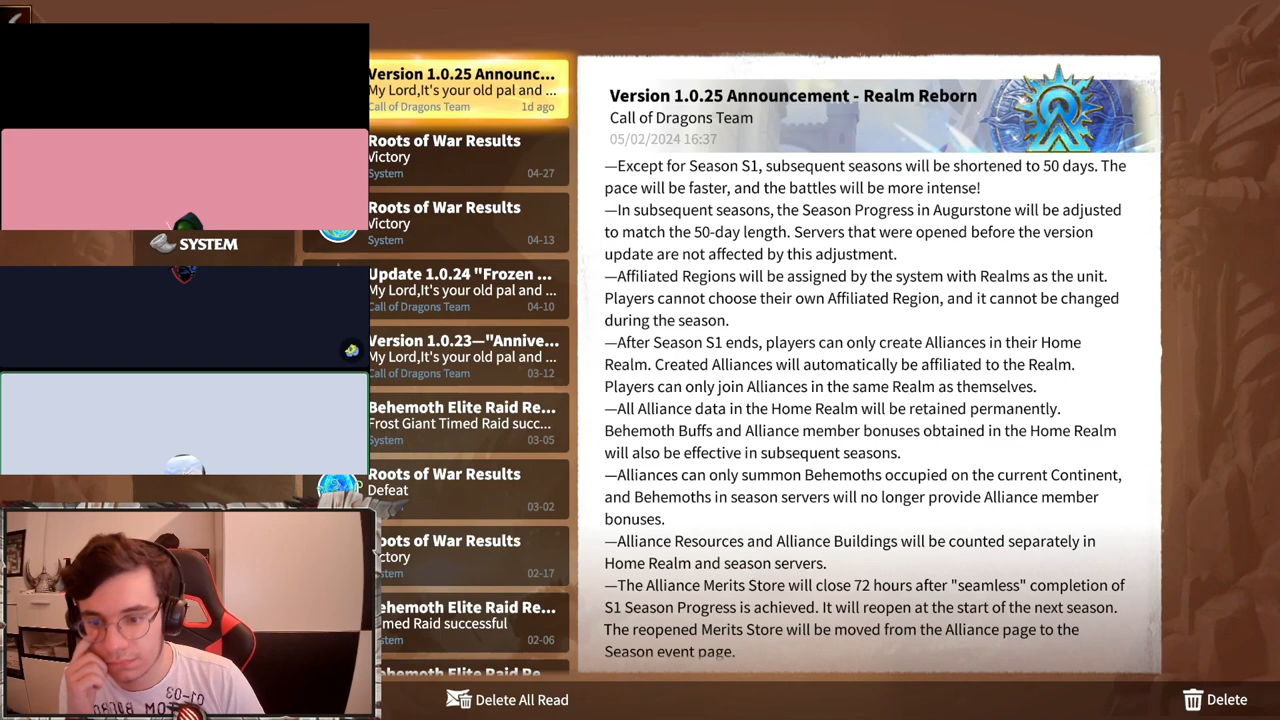 SYSTEM
Version 1.0.25 Announc...
My Lord,It's your old pal and ...
Call of Dragons Team
1d ago
Roots of War Results
Victory
System
04-27
Roots of War Results
Victory
System
04-13
Update 1.0.24 "Frozen ...
My Lord,It's your old pal and ...
Call of Dragons Team
04-10
Version 1.0.23—"Annive...
My Lord,It's your old pal and ...
Call of Dragons Team
03-12
Behemoth Elite Raid Re...
Frost Giant Timed Raid succ...
System
03-05
Roots of War Results
Defeat
03-02
oots of War Results
ctory
stem
02-17
ehemoth Elite Raid Re...
med Raid successful
stem
02-06
ehemoth Elite Raid Re
Delete All Read
Version 1.0.25 Announcement - Realm Reborn
Call of Dragons Team
05/02/2024 16:37
—Except for Season S1, subsequent seasons will be shortened to 50 days. The
pace will be faster, and the battles will be more intense!
—In subsequent seasons, the Season Progress in Augurstone will be adjusted
to match the 50-day length. Servers that were opened before the version
update are not affected by this adjustment.
—Affiliated Regions will be assigned by the system with Realms as the unit.
Players cannot choose their own Affiliated Region, and it cannot be changed
during the season.
—After Season S1 ends, players can only create Alliances in their Home
Realm. Created Alliances will automatically be affiliated to the Realm.
Players can only join Alliances in the same Realm as themselves.
—All Alliance data in the Home Realm will be retained permanently.
Behemoth Buffs and Alliance member bonuses obtained in the Home Realm
will also be effective in subsequent seasons.
—Alliances can only summon Behemoths occupied on the current Continent,
and Behemoths in season servers will no longer provide Alliance member
bonuses.
—Alliance Resources and Alliance Buildings will be counted separately in
Home Realm and season servers.
—The Alliance Merits Store will close 72 hours after "seamless" completion of
S1 Season Progress is achieved. It will reopen at the start of the next season.
The reopened Merits Store will be moved from the Alliance page to the
Season event page.
Delete